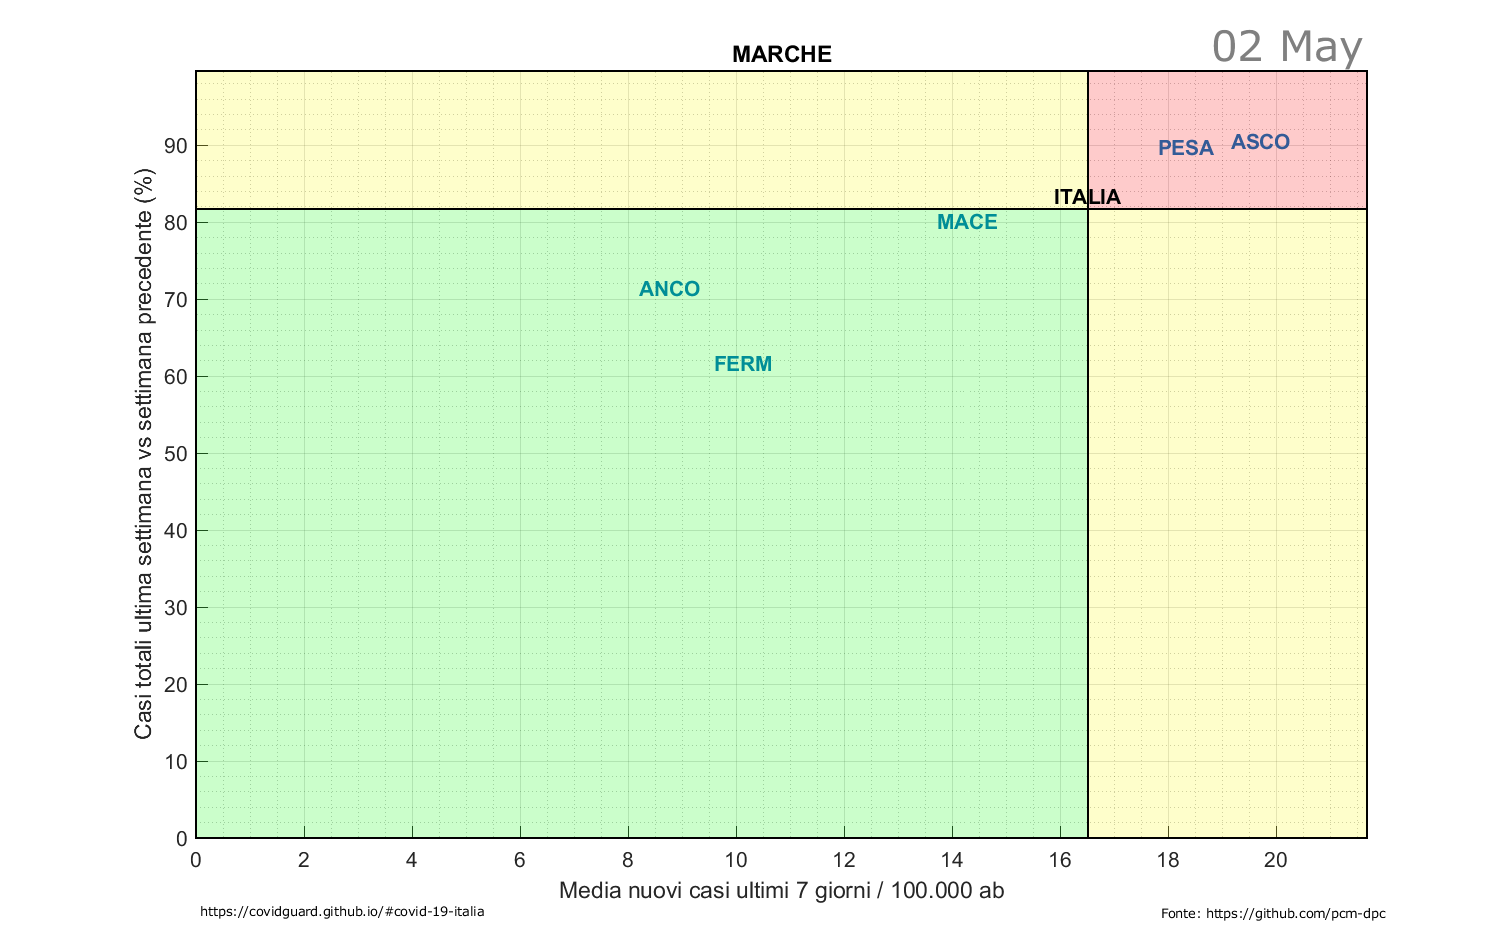 02 May
MARCHE
90
80
70
60
50
40
30
20
10
0
Casi totali ultima settimana vs settimana precedente (%)
PESA
ASCO
ITALIA
MACE
ANCO
FERM
0 2 4 6 8 10 12 14 16 18 20
Media nuovi casi ultimi 7 giorni / 100.000 ab
https://covidguard.github.io/#covid-19-italia
Fonte: https://github.com/pcm-dpc